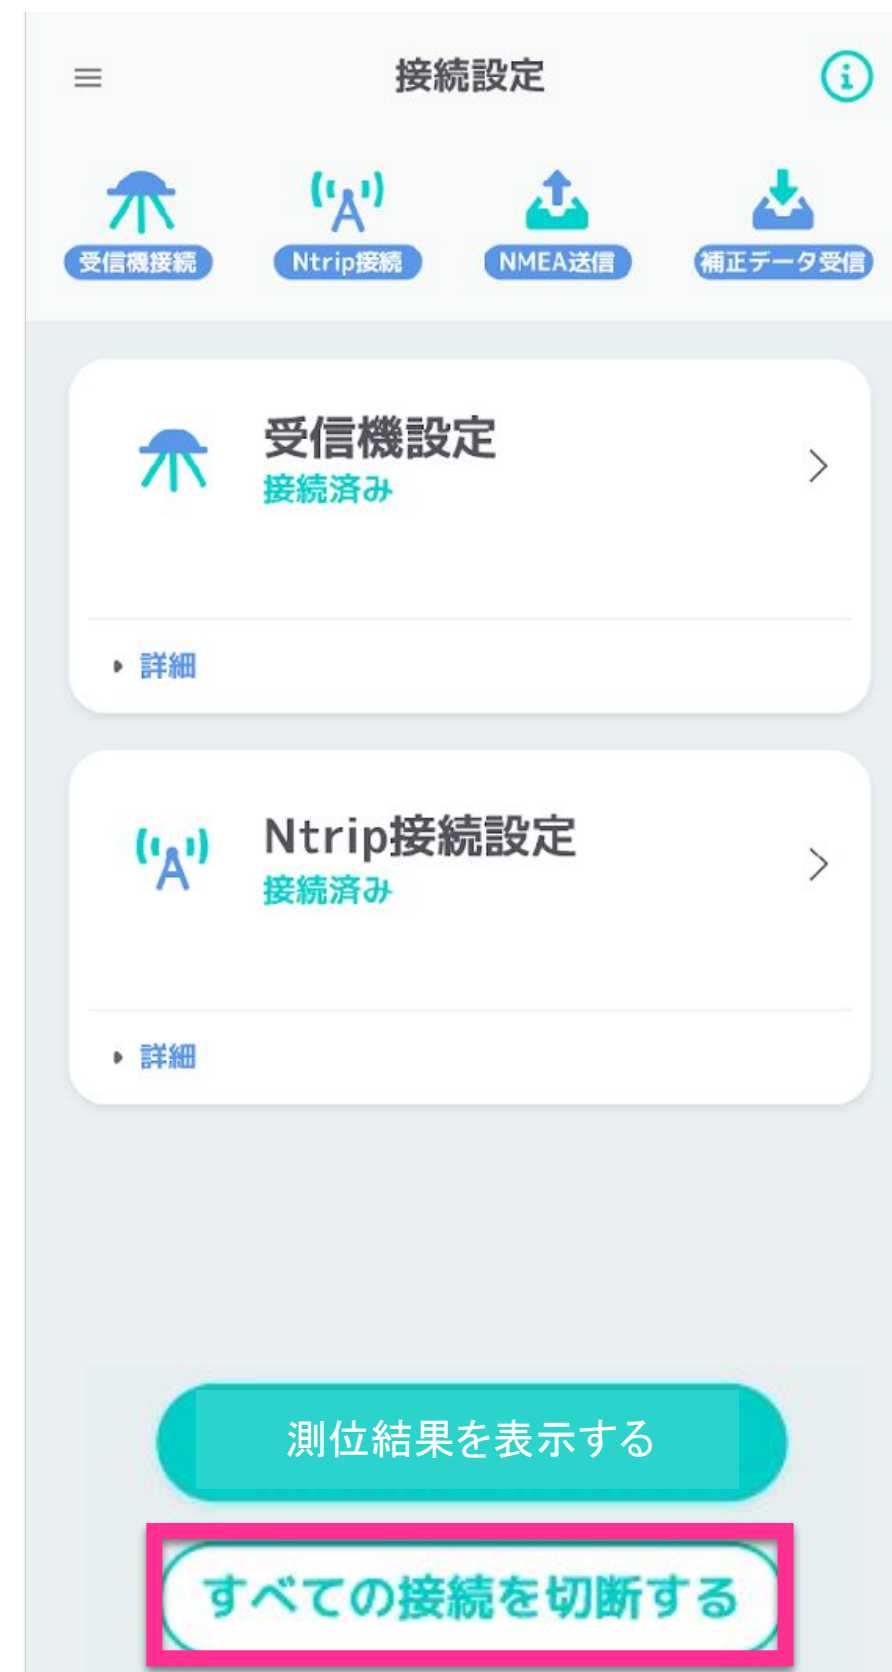 接続設定
受信機接続
Ntrip接続
NMEA送信
補正データ受信
受信機設定
接続済み
詳細
Ntrip接続設定
接続済み
詳細
測位結果を表示する
すべての接続を切断する